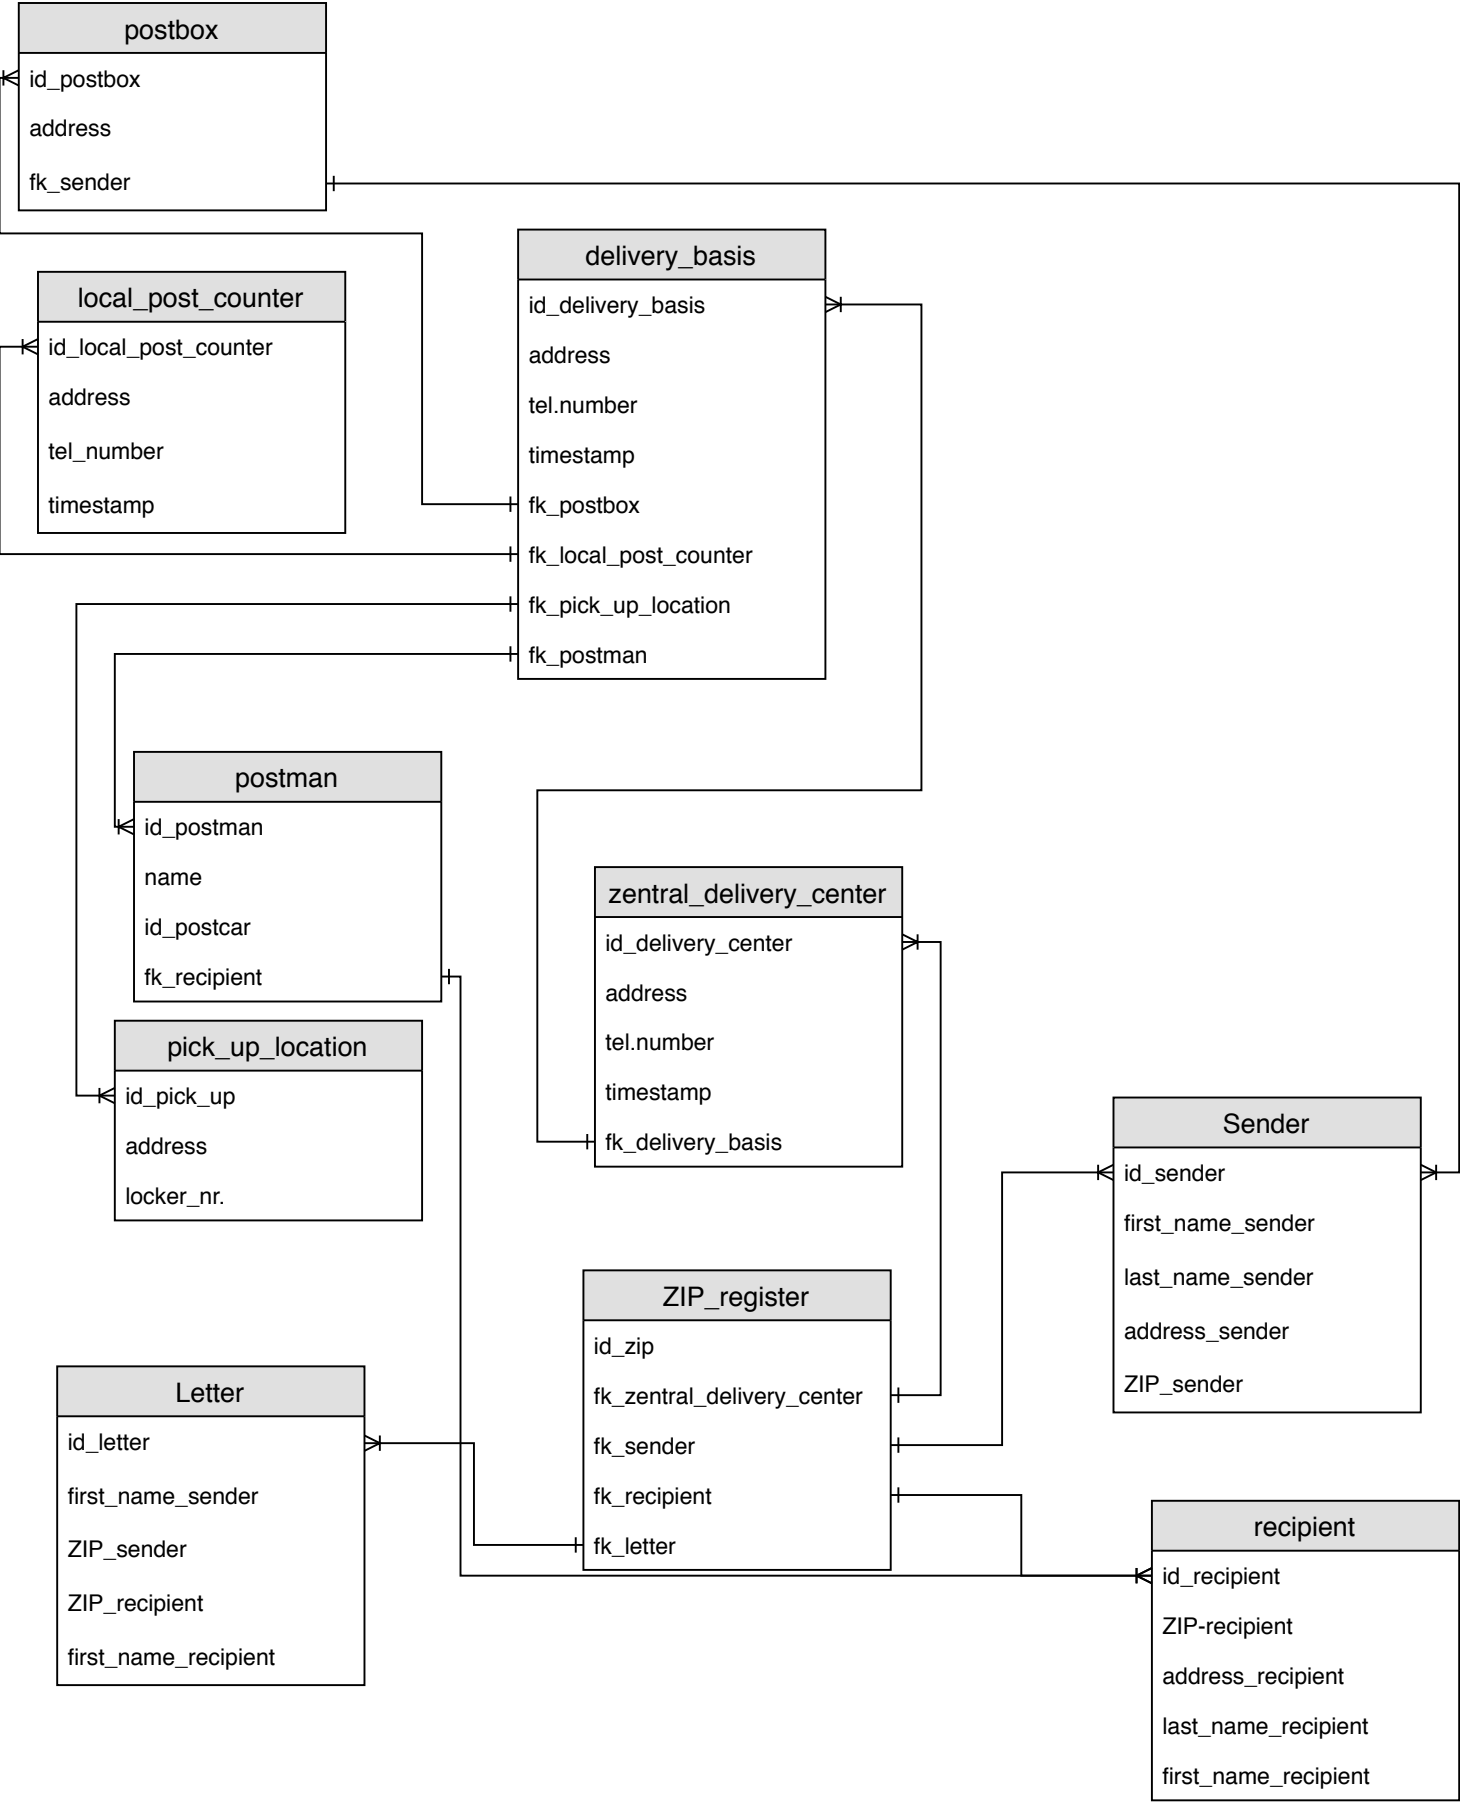 postbox
id_postbox
address
fk_sender
delivery_basis
id_delivery_basis
address
tel.number
timestamp
fk_postbox
fk_local_post_counter
fk_pick_up_location
fk_postman
local_post_counter
id_local_post_counter
address
tel_number
timestamp
postman
id_postman
name
id_postcar
fk_recipient
zentral_delivery_center
id_delivery_center
address
tel.number
timestamp
fk_delivery_basis
pick_up_location
id_pick_up
address
locker_nr.
Sender
id_sender
first_name_sender
last_name_sender
address_sender
ZIP_sender
ZIP_register
id_zip
fk_zentral_delivery_center
fk_sender
fk_recipient
fk_letter
Letter
id_letter
first_name_sender
ZIP_sender
ZIP_recipient
first_name_recipient
recipient
id_recipient
ZIP-recipient
address_recipient
last_name_recipient
first_name_recipient